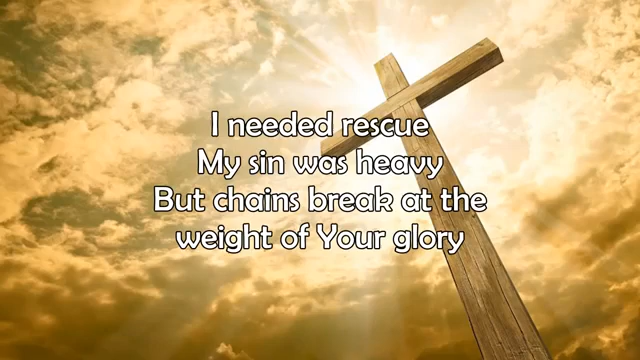 I needed rescue
My sin was heavy
But chains break at the
weight of Your glory